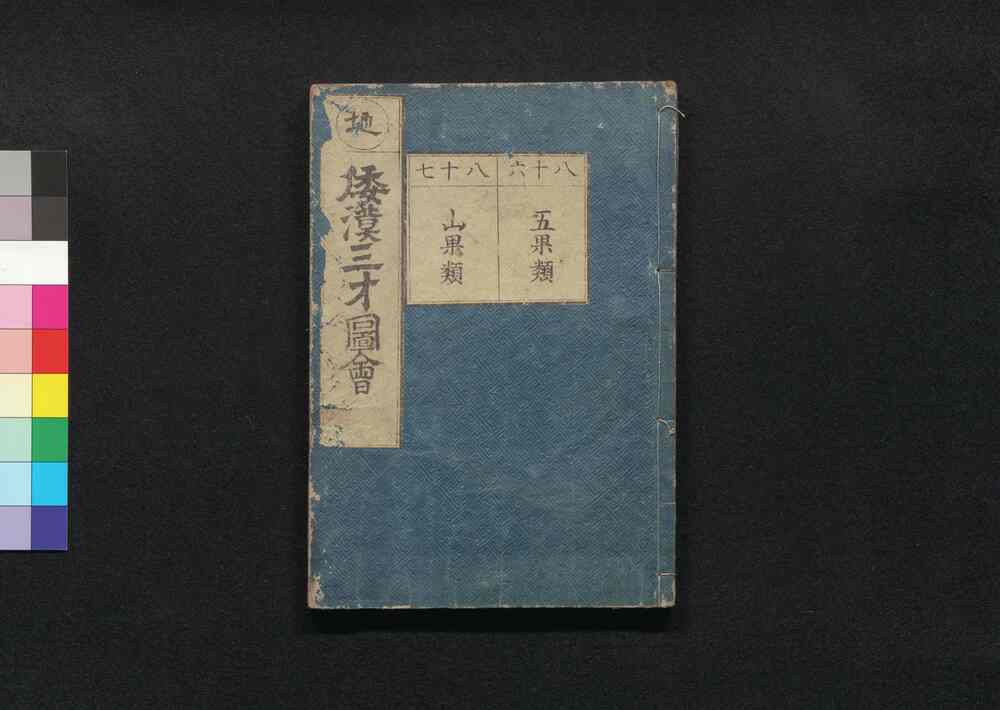 地
倭漢三才圖會
八十六
五果類
八十七
山果類